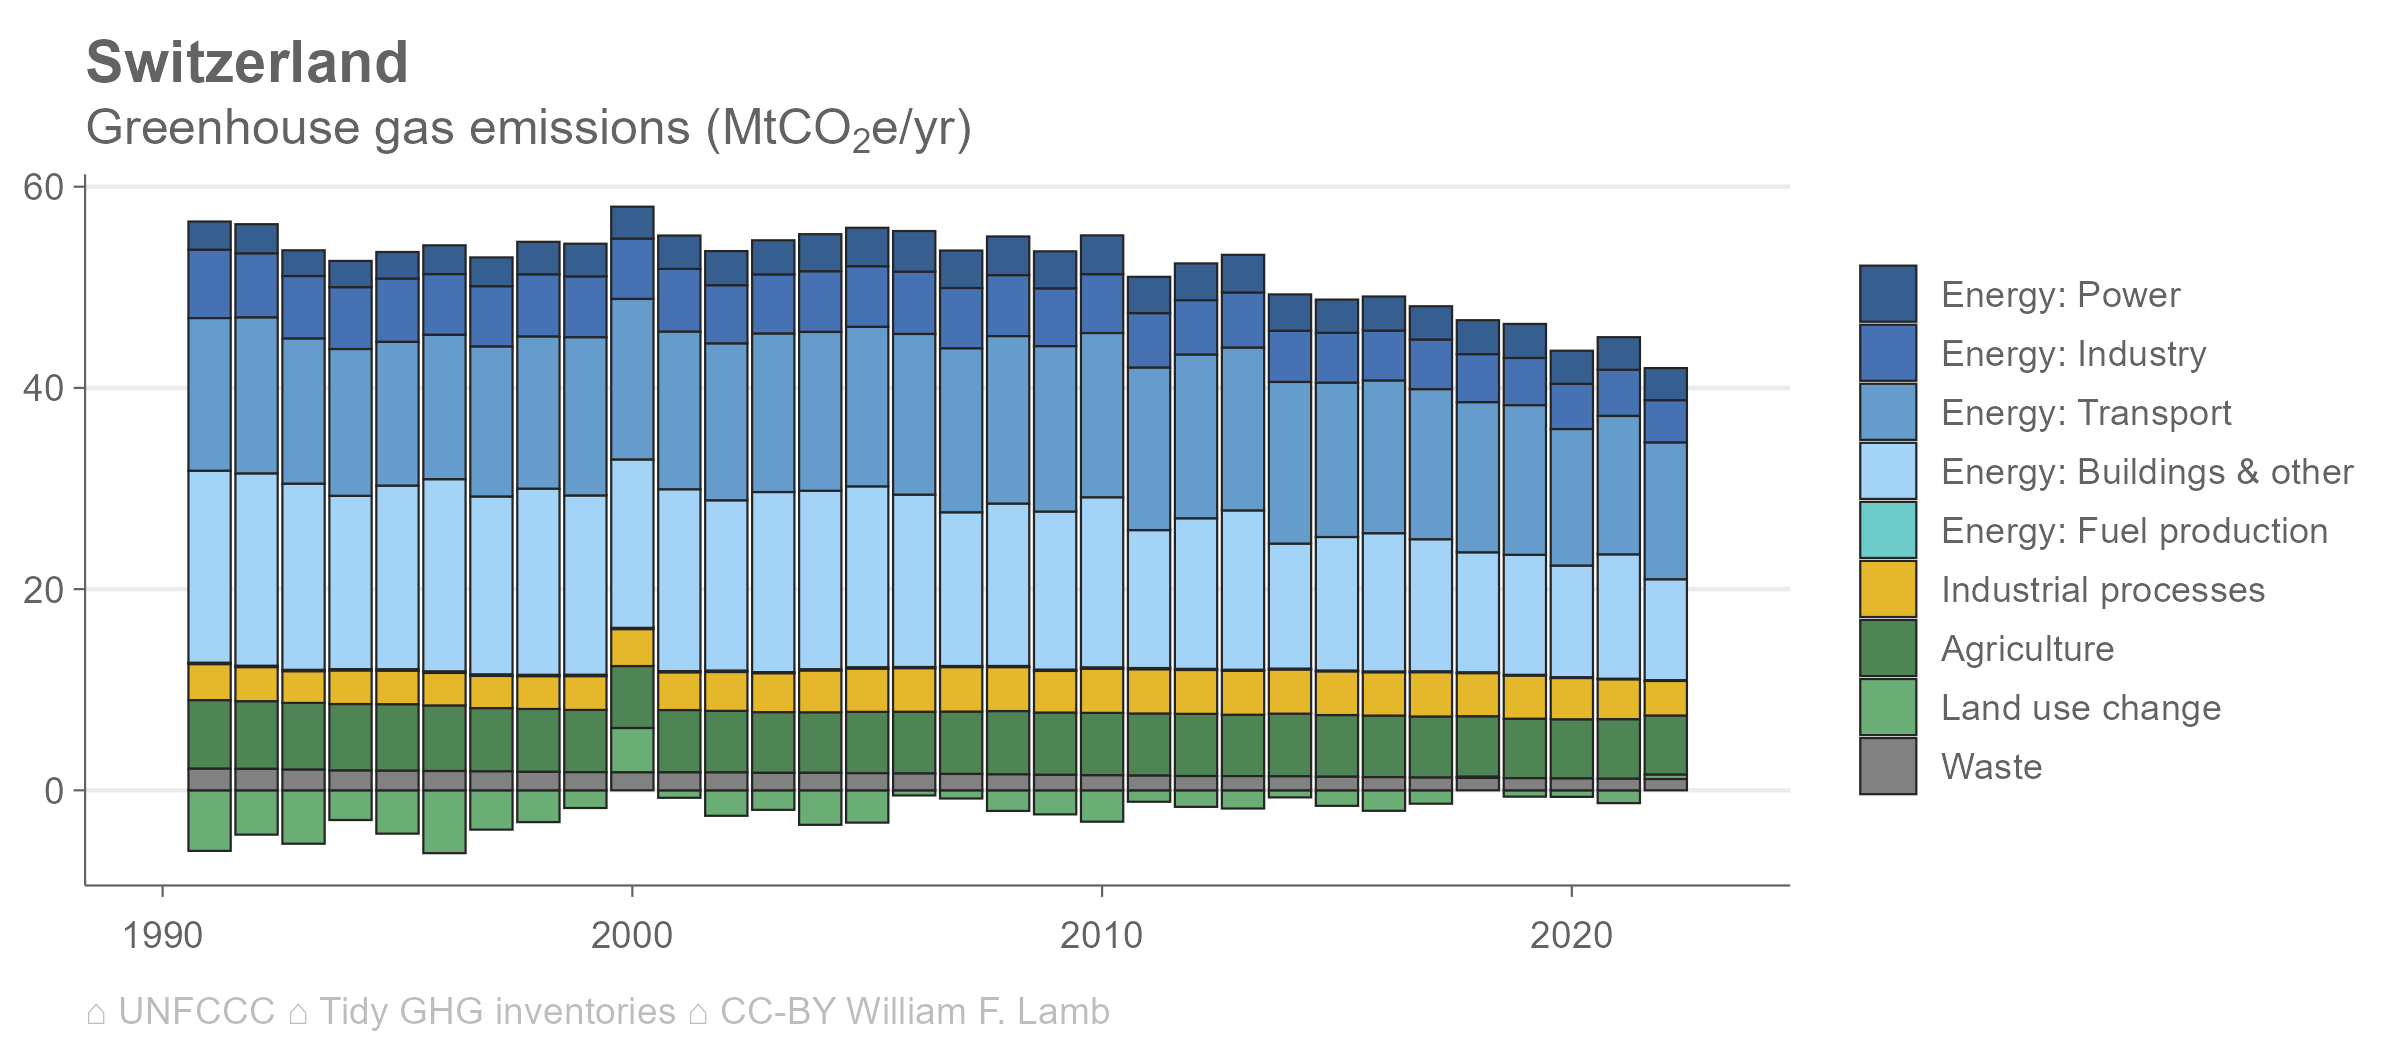 Switzerland
Greenhouse gas emissions (MtCO₂e/yr)
60
40
20
0
1990 2000 2010 2020
Energy: Power
Energy: Industry
Energy: Transport
Energy: Buildings & other
Energy: Fuel production
Industrial processes
Agriculture
Land use change
Waste
⌂ UNFCCC ⌂ Tidy GHG inventories ⌂ CC-BY William F. Lamb